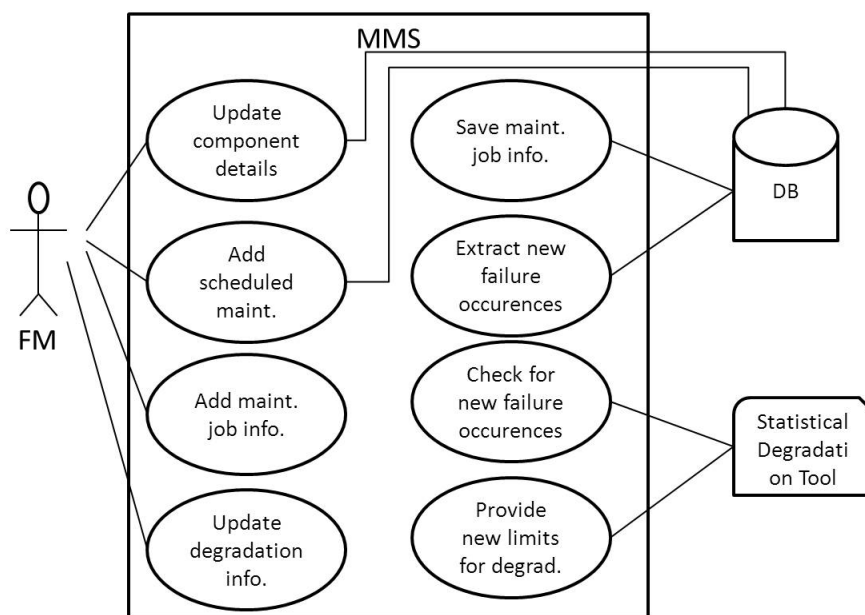 MMS
Update
component
details
Save maint.
job info.
DB
Add
scheduled
maint.
Extract new
failure
occurences
FM
Add maint.
job info.
Check for
new failure
occurences
Statistical
Degradati
on Tool
Update
degradation
info.
Provide
new limits
for degrad.